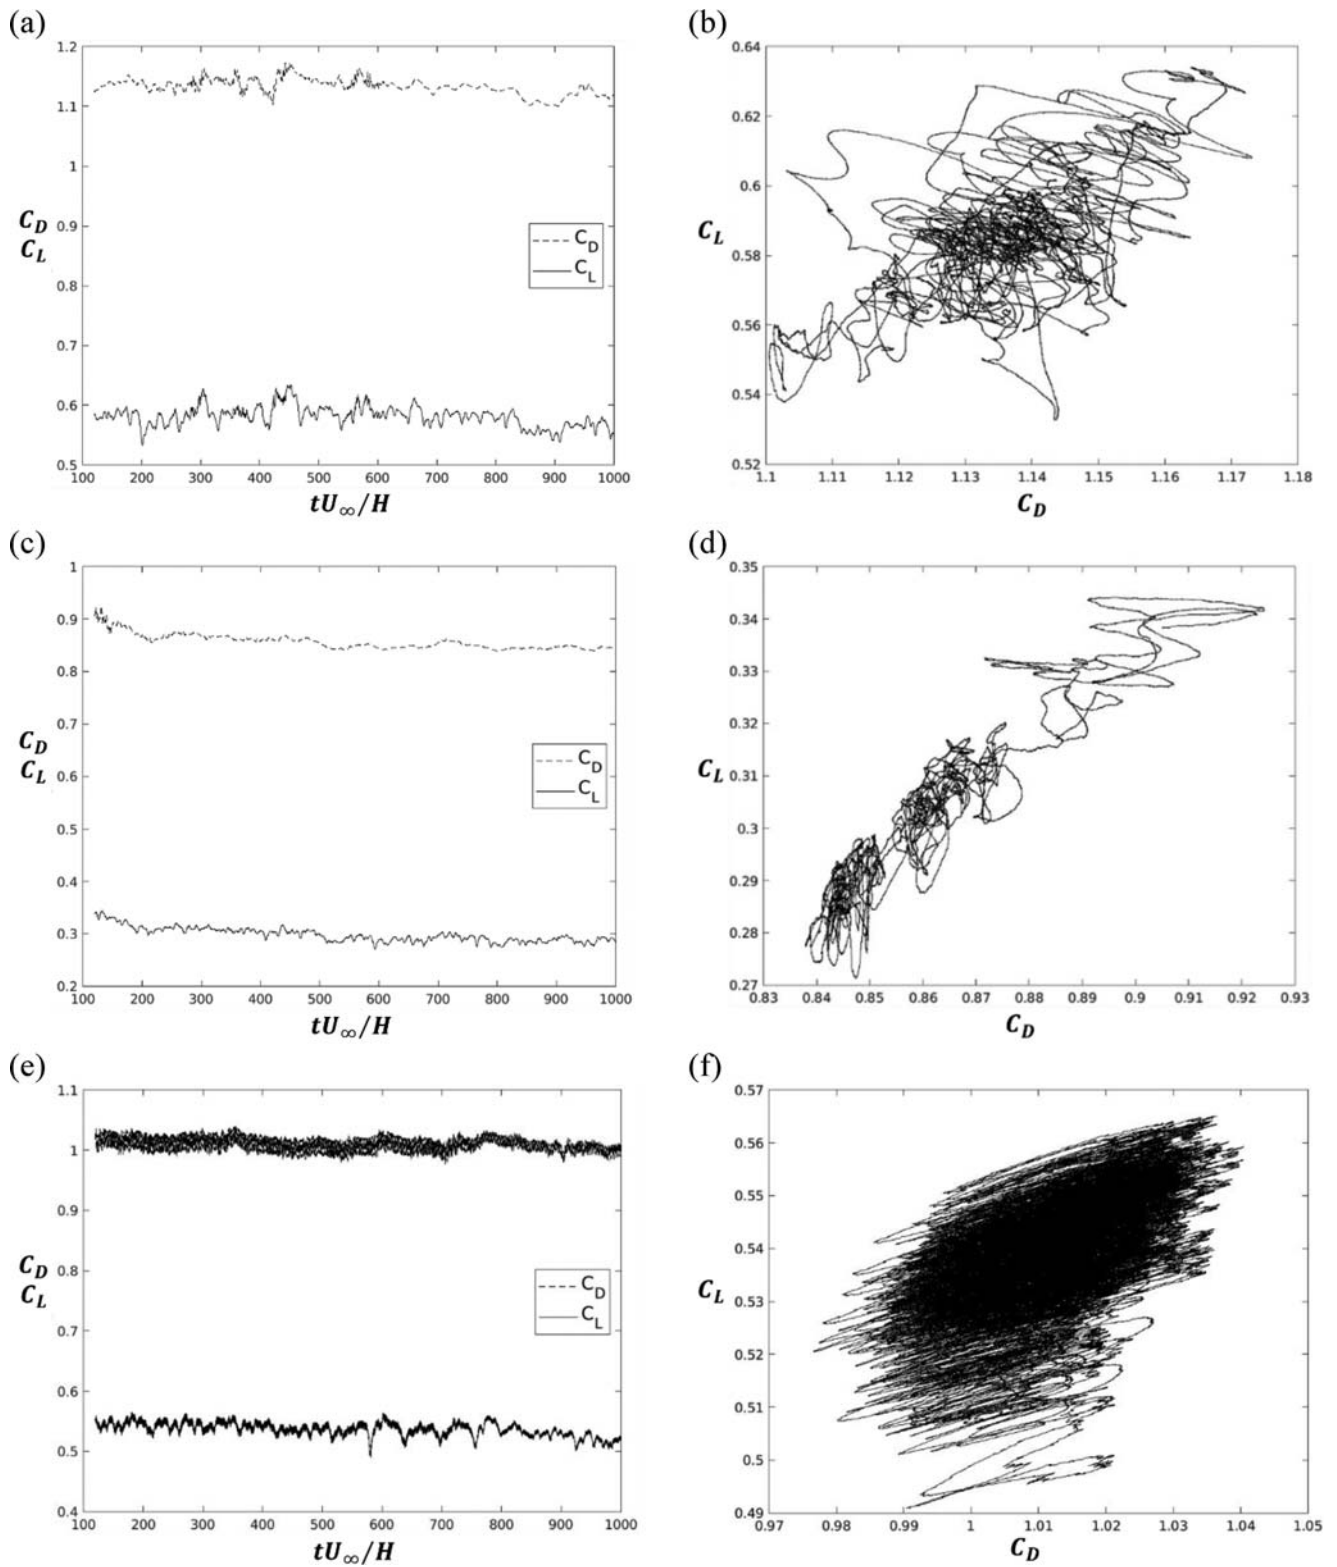 (a)
1.2
1.1
1
0.9
0.8
0.7
0.6
0.5
C_D
C_L
C_D
C_L
100 200 300 400 500 600 700 800 900 1000
tU∞/H
(b)
0.64
0.62
0.6
0.58
0.56
0.54
0.52
C_L
1.1 1.11 1.12 1.13 1.14 1.15 1.16 1.17 1.18
C_D
(c)
1
0.9
0.8
0.7
0.6
0.5
0.4
0.3
0.2
C_D
C_L
C_D
C_L
100 200 300 400 500 600 700 800 900 1000
tU∞/H
(d)
0.35
0.34
0.33
0.32
0.31
0.3
0.29
0.28
0.27
C_L
0.83 0.84 0.85 0.86 0.87 0.88 0.89 0.9 0.91 0.92 0.93
C_D
(e)
1.1
1
0.9
0.8
0.7
0.6
0.5
0.4
C_D
C_L
C_D
C_L
100 200 300 400 500 600 700 800 900 1000
tU∞/H
(f)
0.57
0.56
0.55
0.54
0.53
0.52
0.51
0.5
0.49
C_L
0.97 0.98 0.99 1 1.01 1.02 1.03 1.04 1.05
C_D